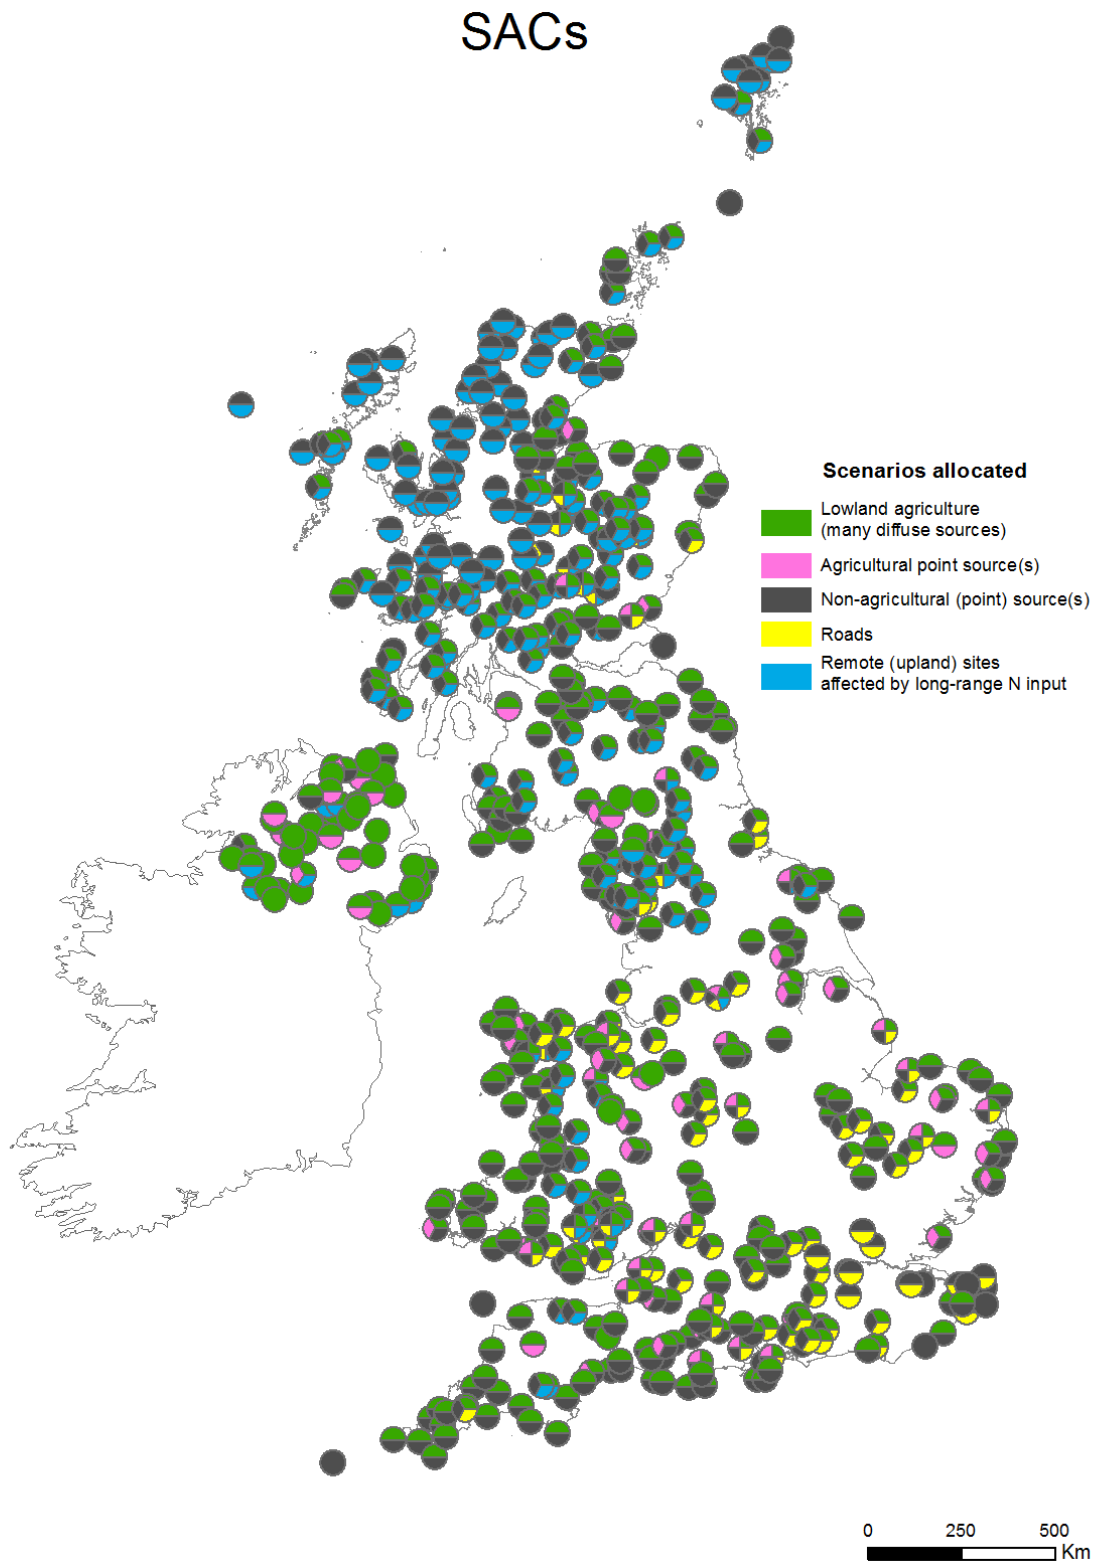 SACs
Scenarios allocated
Lowland agriculture
(many diffuse sources)
Agricultural point source(s)
Non-agricultural (point) source(s)
Roads
Remote (upland) sites
affected by long-range N input
0 250 500
Km